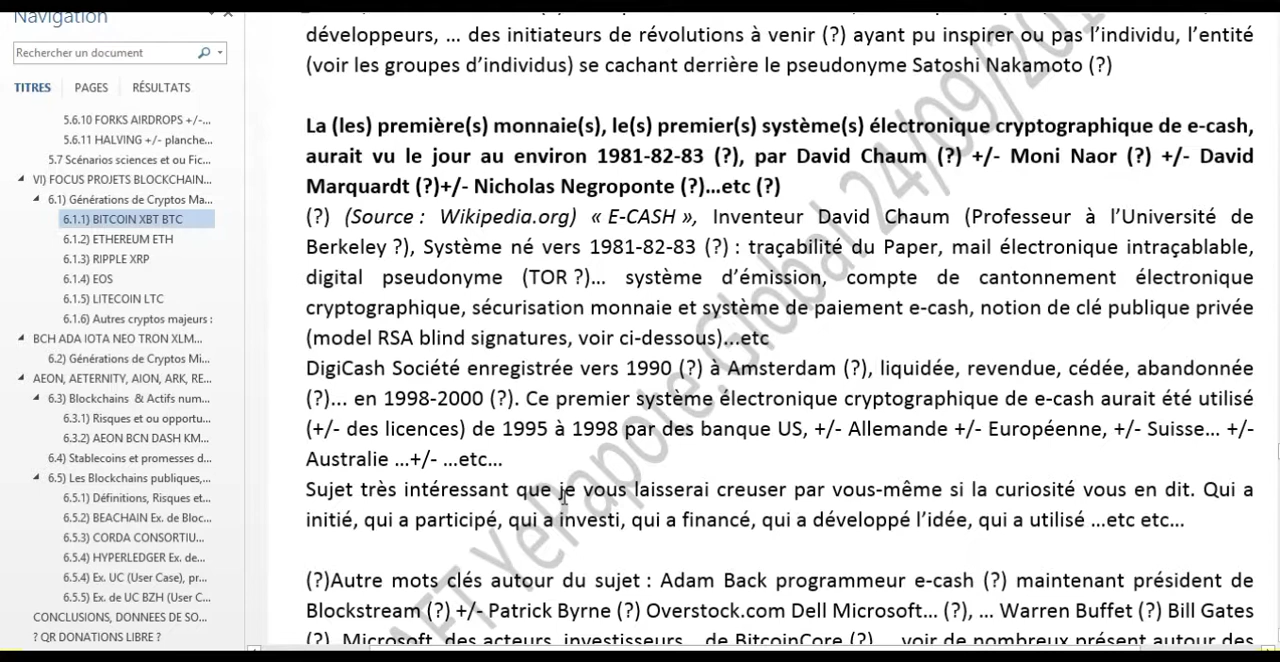 Navigation
Rechercher un document
TITRES PAGES RÉSULTATS
5.6.10 FORKS AIRDROPS +/-...
5.6.11 HALVING +/- planche...
5.7 Scénarios sciences et ou Fic...
VI) FOCUS PROJETS BLOCKCHAIN...
6.1) Générations de Cryptos Ma...
6.1.1) BITCOIN XBT BTC
6.1.2) ETHEREUM ETH
6.1.3) RIPPLE XRP
6.1.4) EOS
6.1.5) LITECOIN LTC
6.1.6) Autres cryptos majeurs :
BCH ADA IOTA NEO TRON XLM...
6.2) Générations de Cryptos Mi...
AEON, AETERNITY, AION, ARK, RE...
6.3) Blockchains & Actifs num...
6.3.1) Risques et ou opportu...
6.3.2) AEON BCN DASH KM...
6.4) Stablecoins et promesses d...
6.5) Les Blockchains publiques,...
6.5.1) Définitions, Risques et...
6.5.2) BEACHAIN Ex. de Bloc...
6.5.3) CORDA CONSORTIU...
6.5.4) HYPERLEDGER Ex. de...
6.5.4) Ex. UC (User Case), pr...
6.5.5) Ex. de UC BZH (User C...
CONCLUSIONS, DONNEES DE SO...
? QR DONATIONS LIBRE ?
développeurs, ... des initiateurs de révolutions à venir (?) ayant pu inspirer ou pas l'individu, l'entité
(voir les groupes d'individus) se cachant derrière le pseudonyme Satoshi Nakamoto (?)
La (les) première(s) monnaie(s), le(s) premier(s) système(s) électronique cryptographique de e-cash,
aurait vu le jour au environ 1981-82-83 (?), par David Chaum (?) +/- Moni Naor (?) +/- David
Marquardt (?)+/- Nicholas Negroponte (?)...etc (?)
(?) (Source : Wikipedia.org) « E-CASH », Inventeur David Chaum (Professeur à l'Université de
Berkeley ?), Système né vers 1981-82-83 (?) : traçabilité du Paper, mail électronique intraçablable,
digital pseudonyme (TOR ?)... système d'émission, compte de cantonnement électronique
cryptographique, sécurisation monnaie et système de paiement e-cash, notion de clé publique privée
(model RSA blind signatures, voir ci-dessous)...etc
DigiCash Société enregistrée vers 1990 (?) à Amsterdam (?), liquidée, revendue, cédée, abandonnée
(?)... en 1998-2000 (?). Ce premier système électronique cryptographique de e-cash aurait été utilisé
(+/- des licences) de 1995 à 1998 par des banque US, +/- Allemande +/- Européenne, +/- Suisse... +/-
Australie ...+/- ...etc...
Sujet très intéressant que je vous laisserai creuser par vous-même si la curiosité vous en dit. Qui a
initié, qui a participé, qui a investi, qui a financé, qui a développé l'idée, qui a utilisé ...etc etc...
(?)Autre mots clés autour du sujet : Adam Back programmeur e-cash (?) maintenant président de
Blockstream (?) +/- Patrick Byrne (?) Overstock.com Dell Microsoft... (?), ... Warren Buffet (?) Bill Gates
(?), Microsoft, des acteurs, investisseurs... de BitcoinCore (?)... voir de nombreux présent autour des